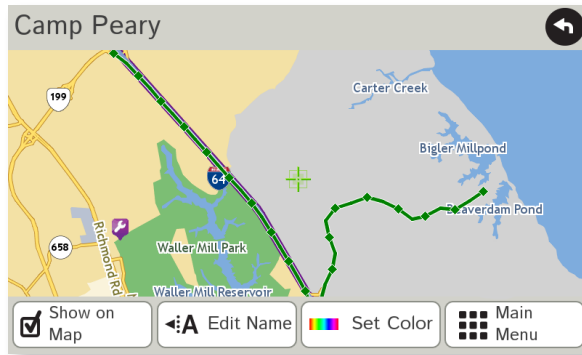 Camp Peary
199
Carter Creek
Bigler Millpond
64
Beaverdam Pond
Richmond Rd
658
Waller Mill Park
Waller Mill Reservoir
Show on
Map
A
Edit Name
Set Color
Main
Menu